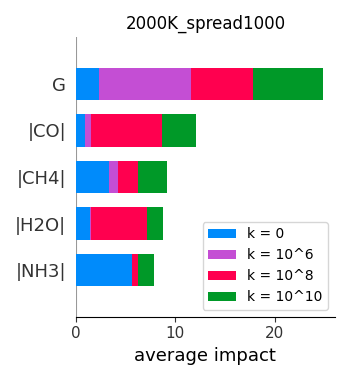 2000K_spread1000
G
|CO|
|CH4|
|H2O|
|NH3|
k = 0
k = 10^6
k = 10^8
k = 10^10
0
10
20
average impact